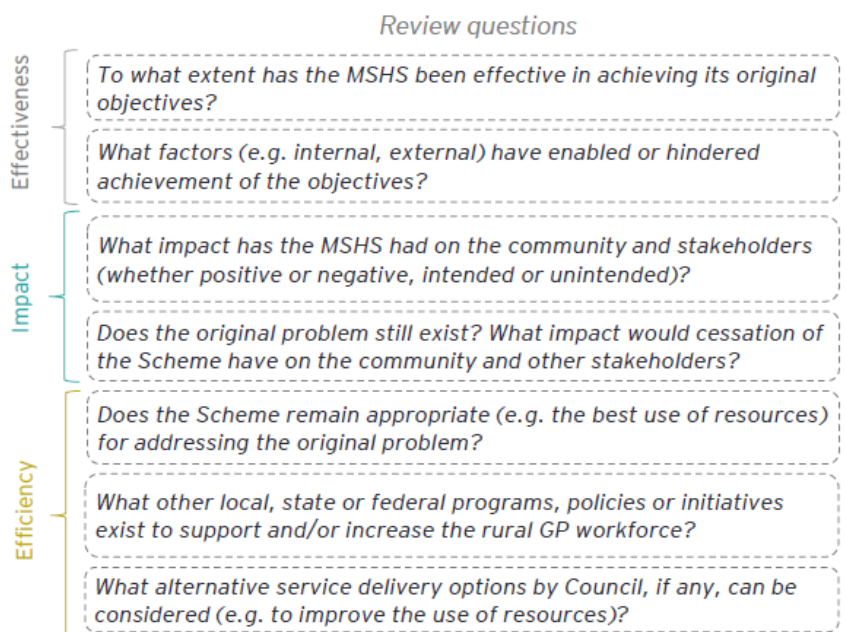 Review questions
Effectiveness
To what extent has the MSHS been effective in achieving its original
objectives?
What factors (e.g. internal, external) have enabled or hindered
achievement of the objectives?
Impact
What impact has the MSHS had on the community and stakeholders
(whether positive or negative, intended or unintended)?
Does the original problem still exist? What impact would cessation of
the Scheme have on the community and other stakeholders?
Efficiency
Does the Scheme remain appropriate (e.g. the best use of resources)
for addressing the original problem?
What other local, state or federal programs, policies or initiatives
exist to support and/or increase the rural GP workforce?
What alternative service delivery options by Council, if any, can be
considered (e.g. to improve the use of resources)?